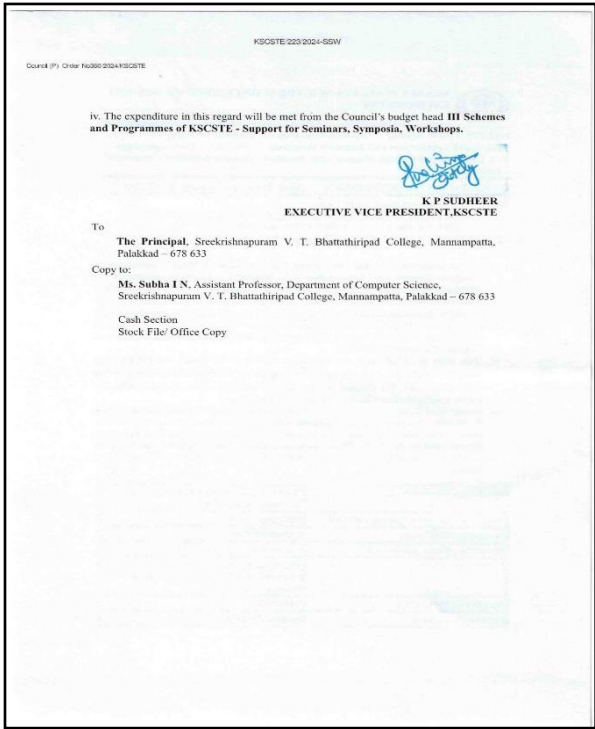 KSCSTE/223/2024-SSW
Council (P) Order No360/2024/KSCSTE
iv. The expenditure in this regard will be met from the Council's budget head III Schemes
and Programmes of KSCSTE - Support for Seminars, Symposia, Workshops.
K P SUDHEER
EXECUTIVE VICE PRESIDENT,KSCSTE
To
The Principal, Sreekrishnapuram V. T. Bhattathiripad College, Mannampatta,
Palakkad – 678 633
Copy to:
Ms. Subha I N, Assistant Professor, Department of Computer Science,
Sreekrishnapuram V. T. Bhattathiripad College, Mannampatta, Palakkad – 678 633
Cash Section
Stock File/ Office Copy